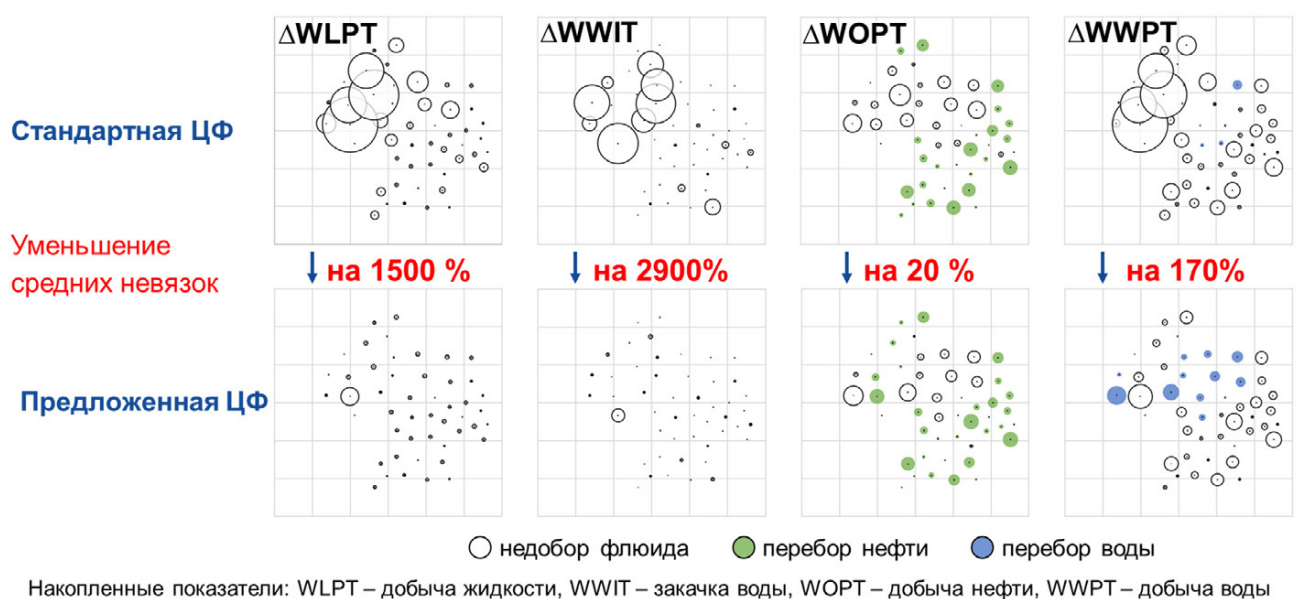 ΔWLPT ΔWWIT ΔWOPT ΔWWPT
Стандартная ЦФ
Уменьшение
средних невязок
на 1500 % на 2900% на 20 % на 170%
Предложенная ЦФ
недобор флюида перебор нефти перебор воды
Накопленные показатели: WLPT – добыча жидкости, WWIT – закачка воды, WOPT – добыча нефти, WWPT – добыча воды